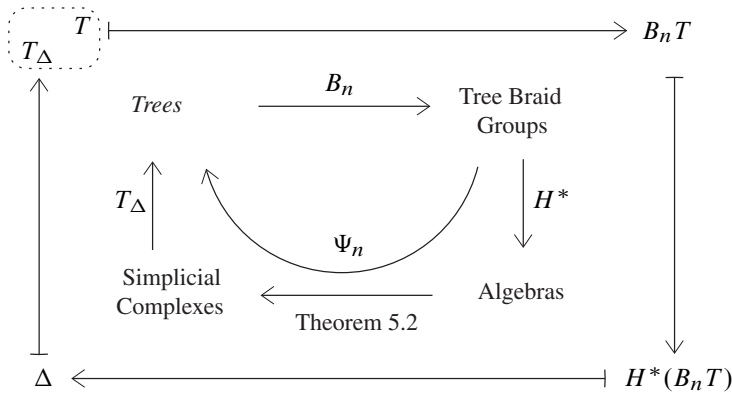 T
B_nT
T_Δ
Trees
B_n
Tree Braid
Groups
T_Δ
H*
Ψ_n
Simplicial
Complexes
Algebras
Theorem 5.2
Δ
H*(B_nT)